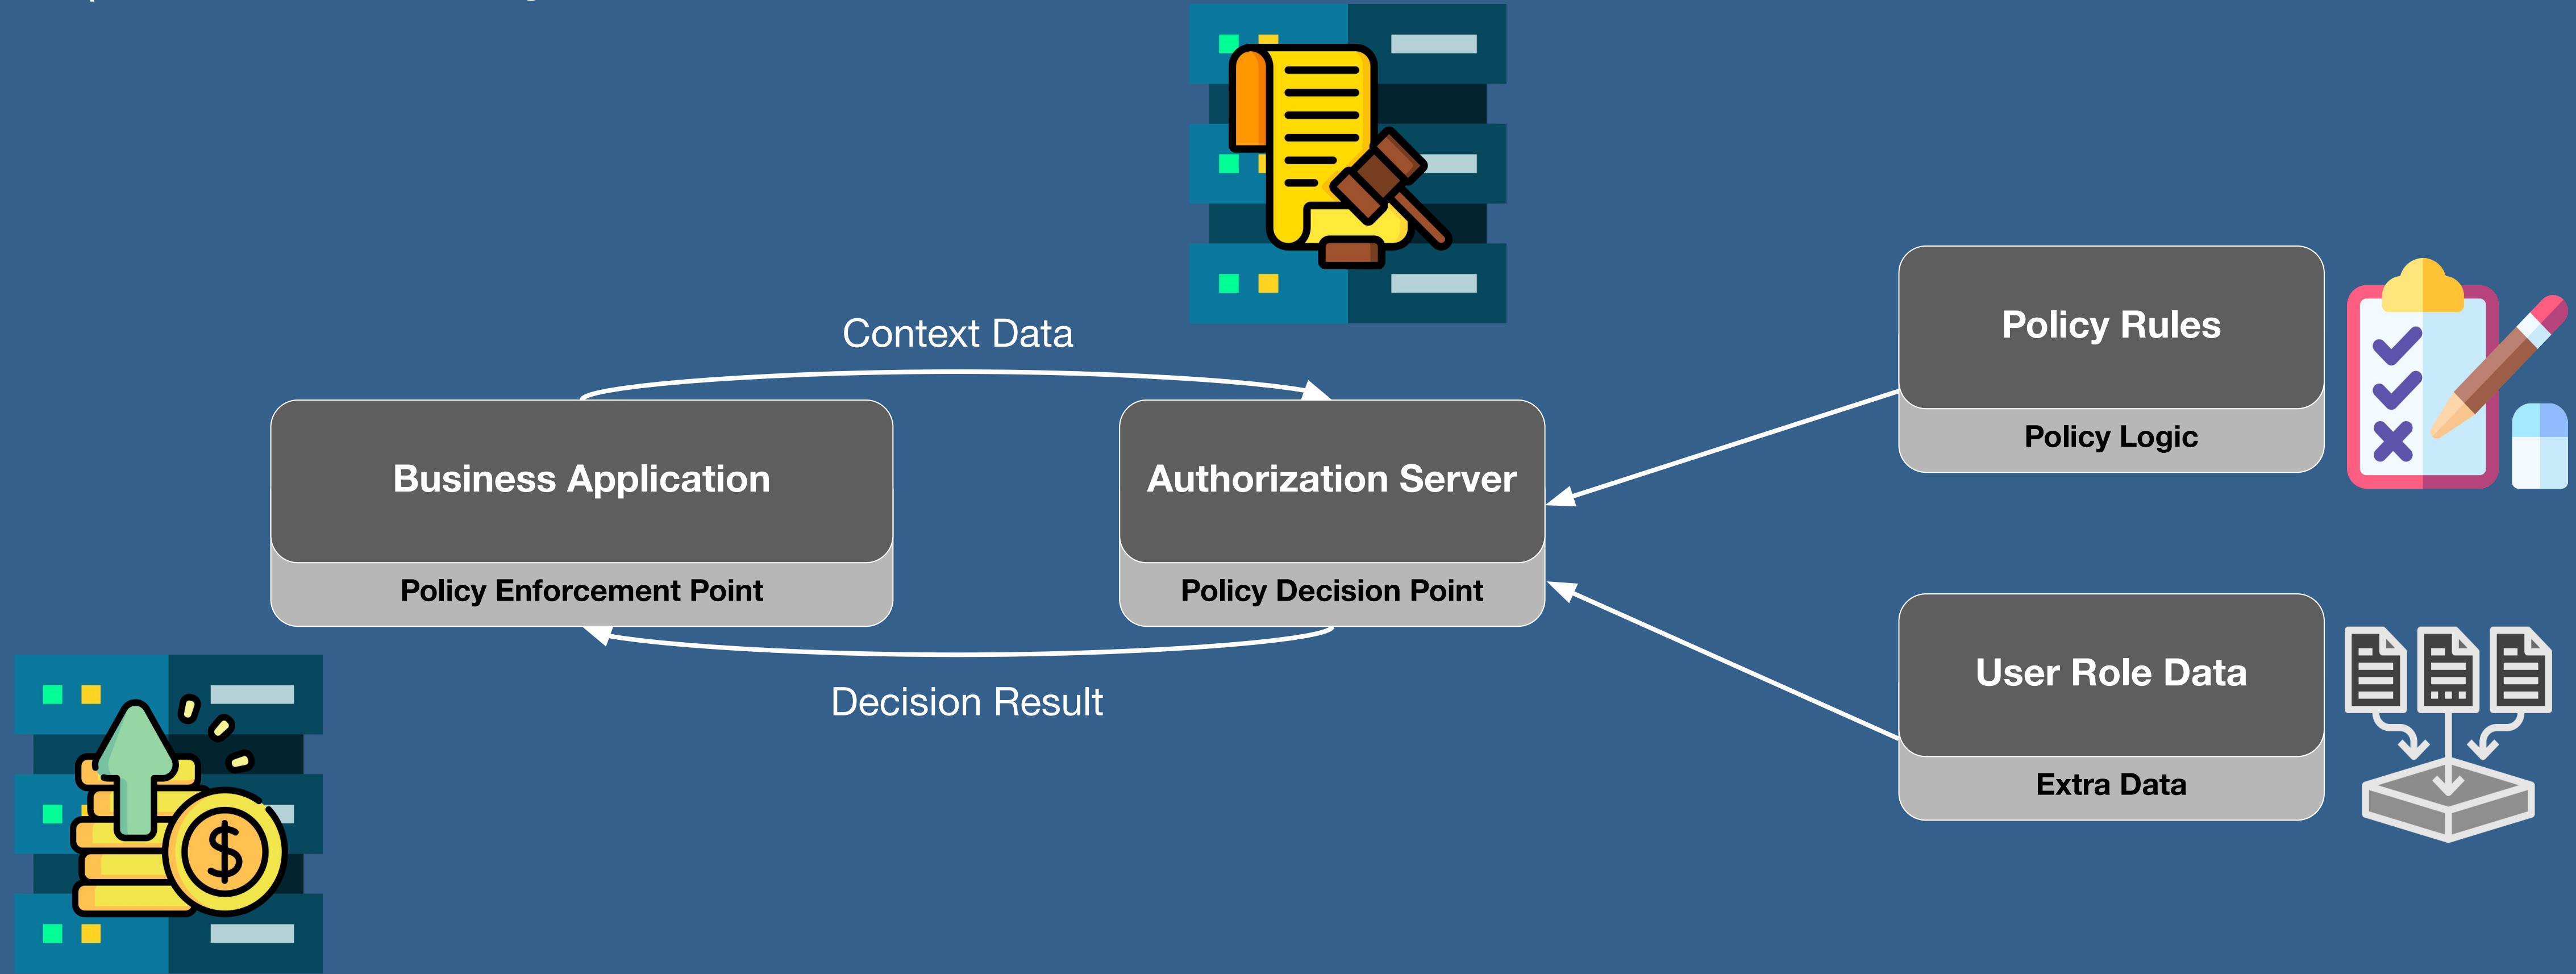 Context Data
Business Application
Policy Enforcement Point
Authorization Server
Policy Decision Point
Decision Result
Policy Rules
Policy Logic
User Role Data
Extra Data